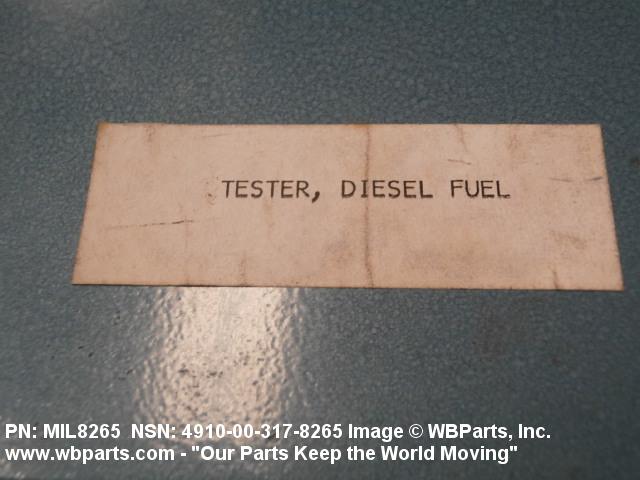 TESTER, DIESEL FUEL
PN: MIL8265 NSN: 4910-00-317-8265 Image © WBParts, Inc.
www.wbparts.com - "Our Parts Keep the World Moving"